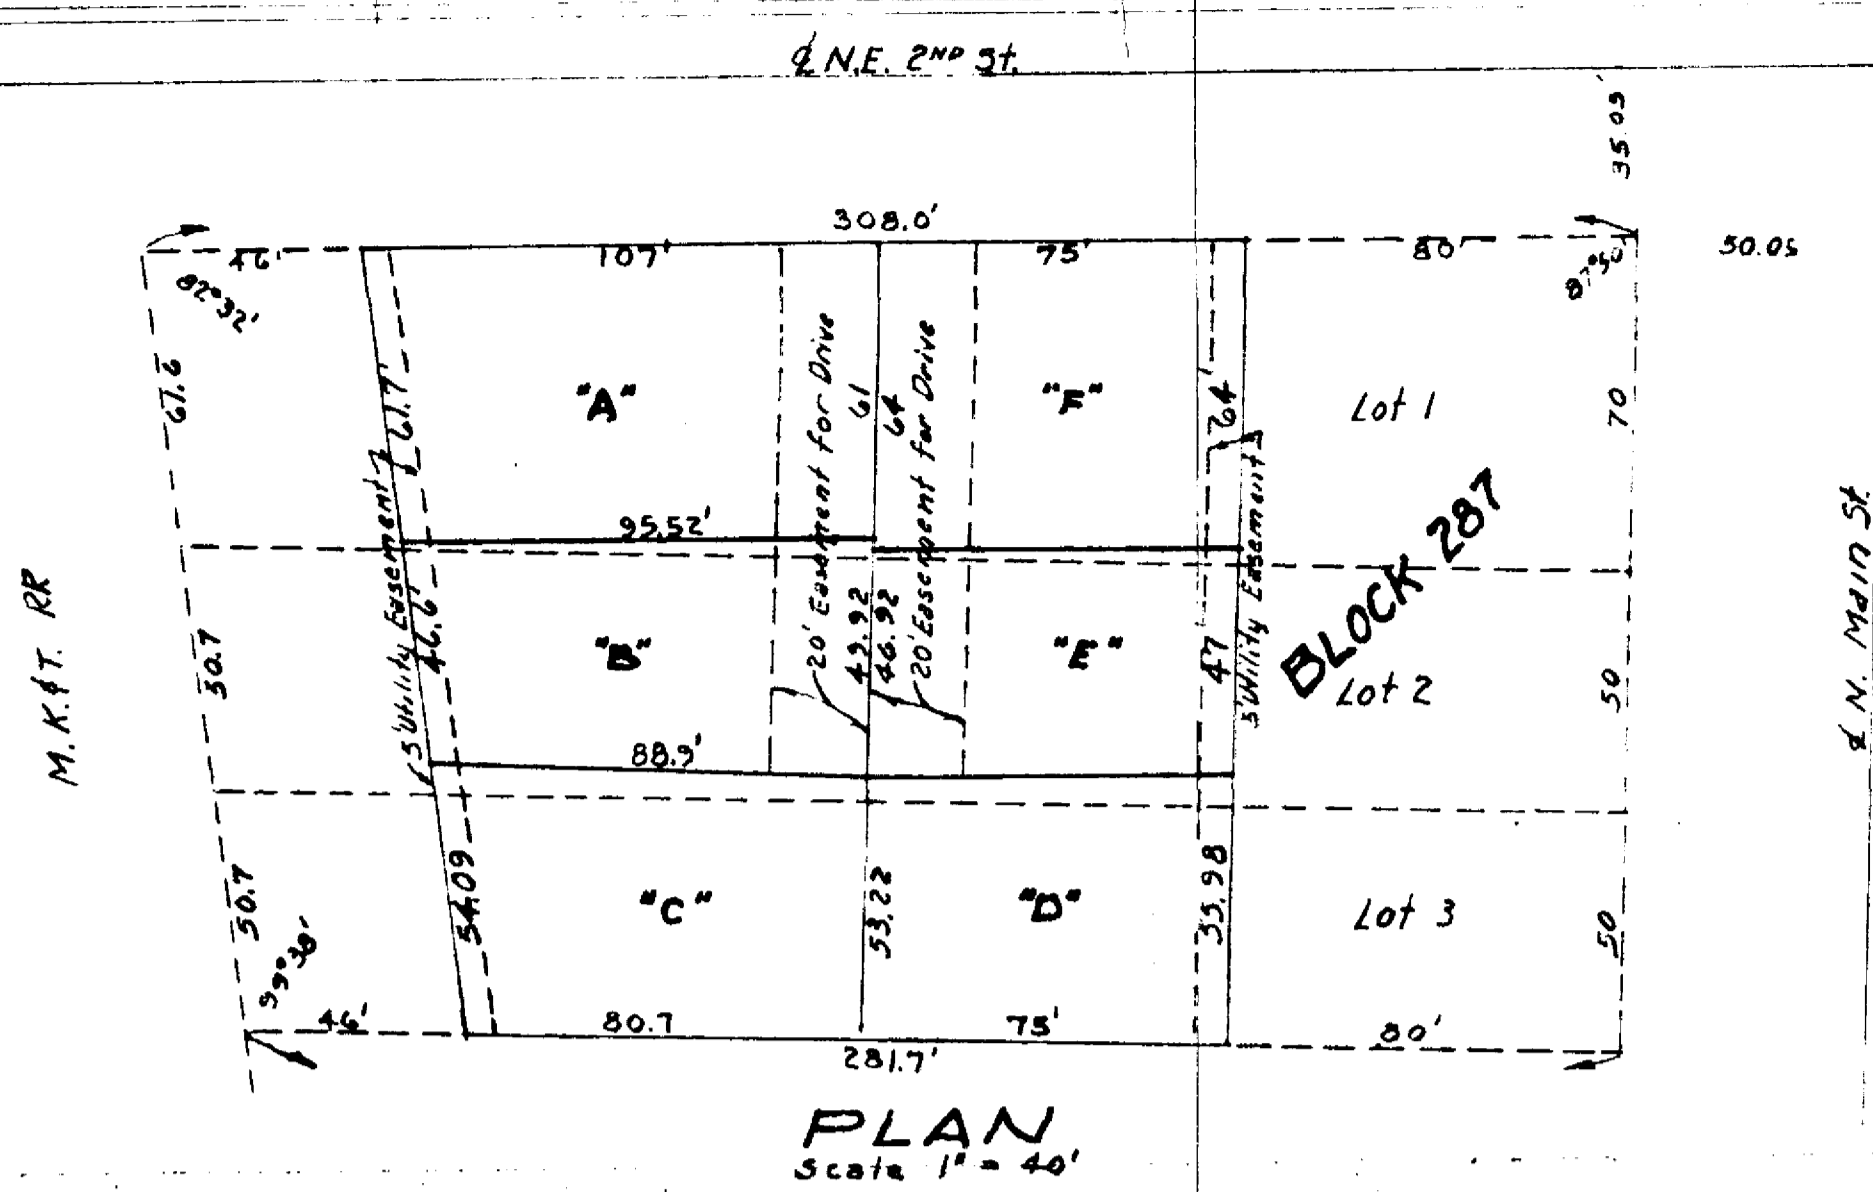 ℄ N.E. 2ND St.
35.05'
308.0'
46'
107'
75'
80'
50.05
82°32'
87°50'
67.6
61.7'
"A"
20' Easement for Drive
61
64
20' Easement for Drive
"F"
64'
Lot 1
70
95.52'
5' Utility Easement
5' Utility Easement
BLOCK 287
M.K.&T. RR
℄ N. Main St.
50.7
46.6'
"B"
49.92
46.92
"E"
47
Lot 2
50
88.9'
50.7
54.09
"C"
53.22
"D"
55.98
Lot 3
50
99°38'
46'
80.7
75'
80'
281.7'
PLAN
Scale 1" = 40'